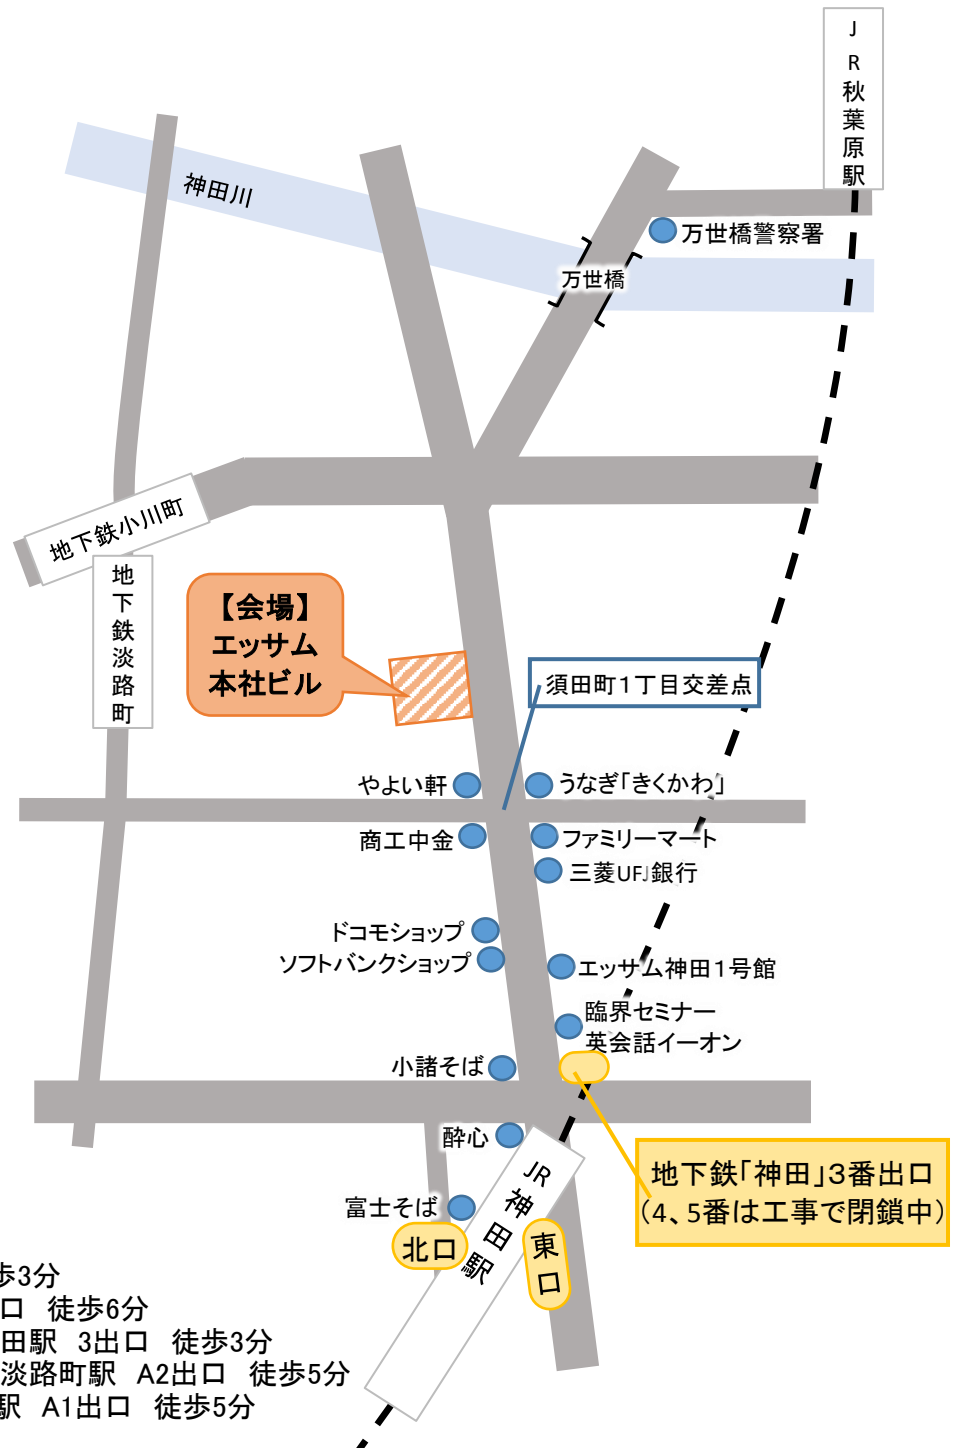 JR秋葉原駅
神田川
万世橋警察署
万世橋
地下鉄小川町
地下鉄淡路町
【会場】
エッサム
本社ビル
須田町1丁目交差点
やよい軒
うなぎ「きくかわ」
商工中金
ファミリーマート
三菱UFJ銀行
ドコモショップ
ソフトバンクショップ
エッサム神田1号館
臨界セミナー
英会話イーオン
小諸そば
酔心
地下鉄「神田」3番出口
(4、5番は工事で閉鎖中)
JR神田駅
富士そば
北口
東口
歩3分
口 徒歩6分
田駅 3出口 徒歩3分
淡路町駅 A2出口 徒歩5分
駅 A1出口 徒歩5分